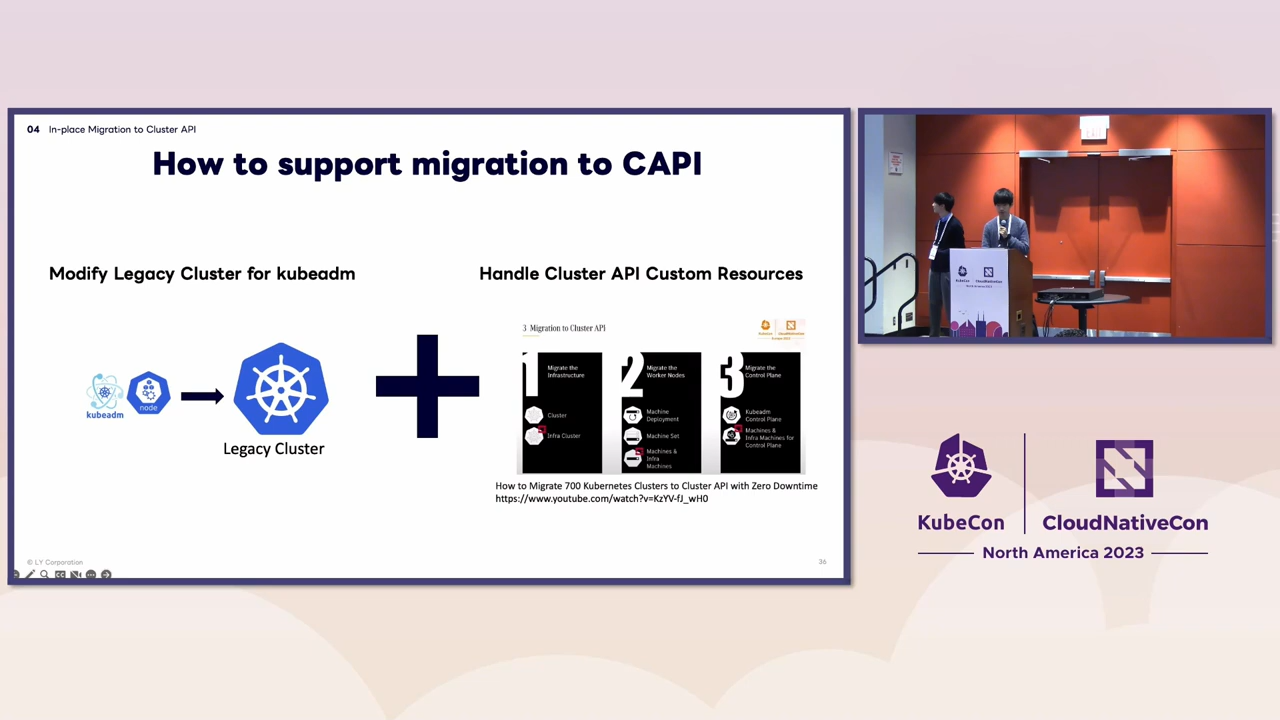 04 In-place Migration to Cluster API
How to support migration to CAPI
Modify Legacy Cluster for kubeadm
kubeadm
node
Legacy Cluster
Handle Cluster API Custom Resources
3 Migration to Cluster API
1
Migrate the
Infrastructure
Cluster
Infra Cluster
2
Migrate the
Worker Nodes
Machine
Deployment
Machine Set
Machines &
Infra
Machines
3
Migrate the
Control Plane
Kubeadm
Control Plane
Machines &
Infra Machines for
Control Plane
How to Migrate 700 Kubernetes Clusters to Cluster API with Zero Downtime
https://www.youtube.com/watch?v=KzYV-fJ_wH0
© LY Corporation
36
KubeCon
CloudNativeCon
North America 2023